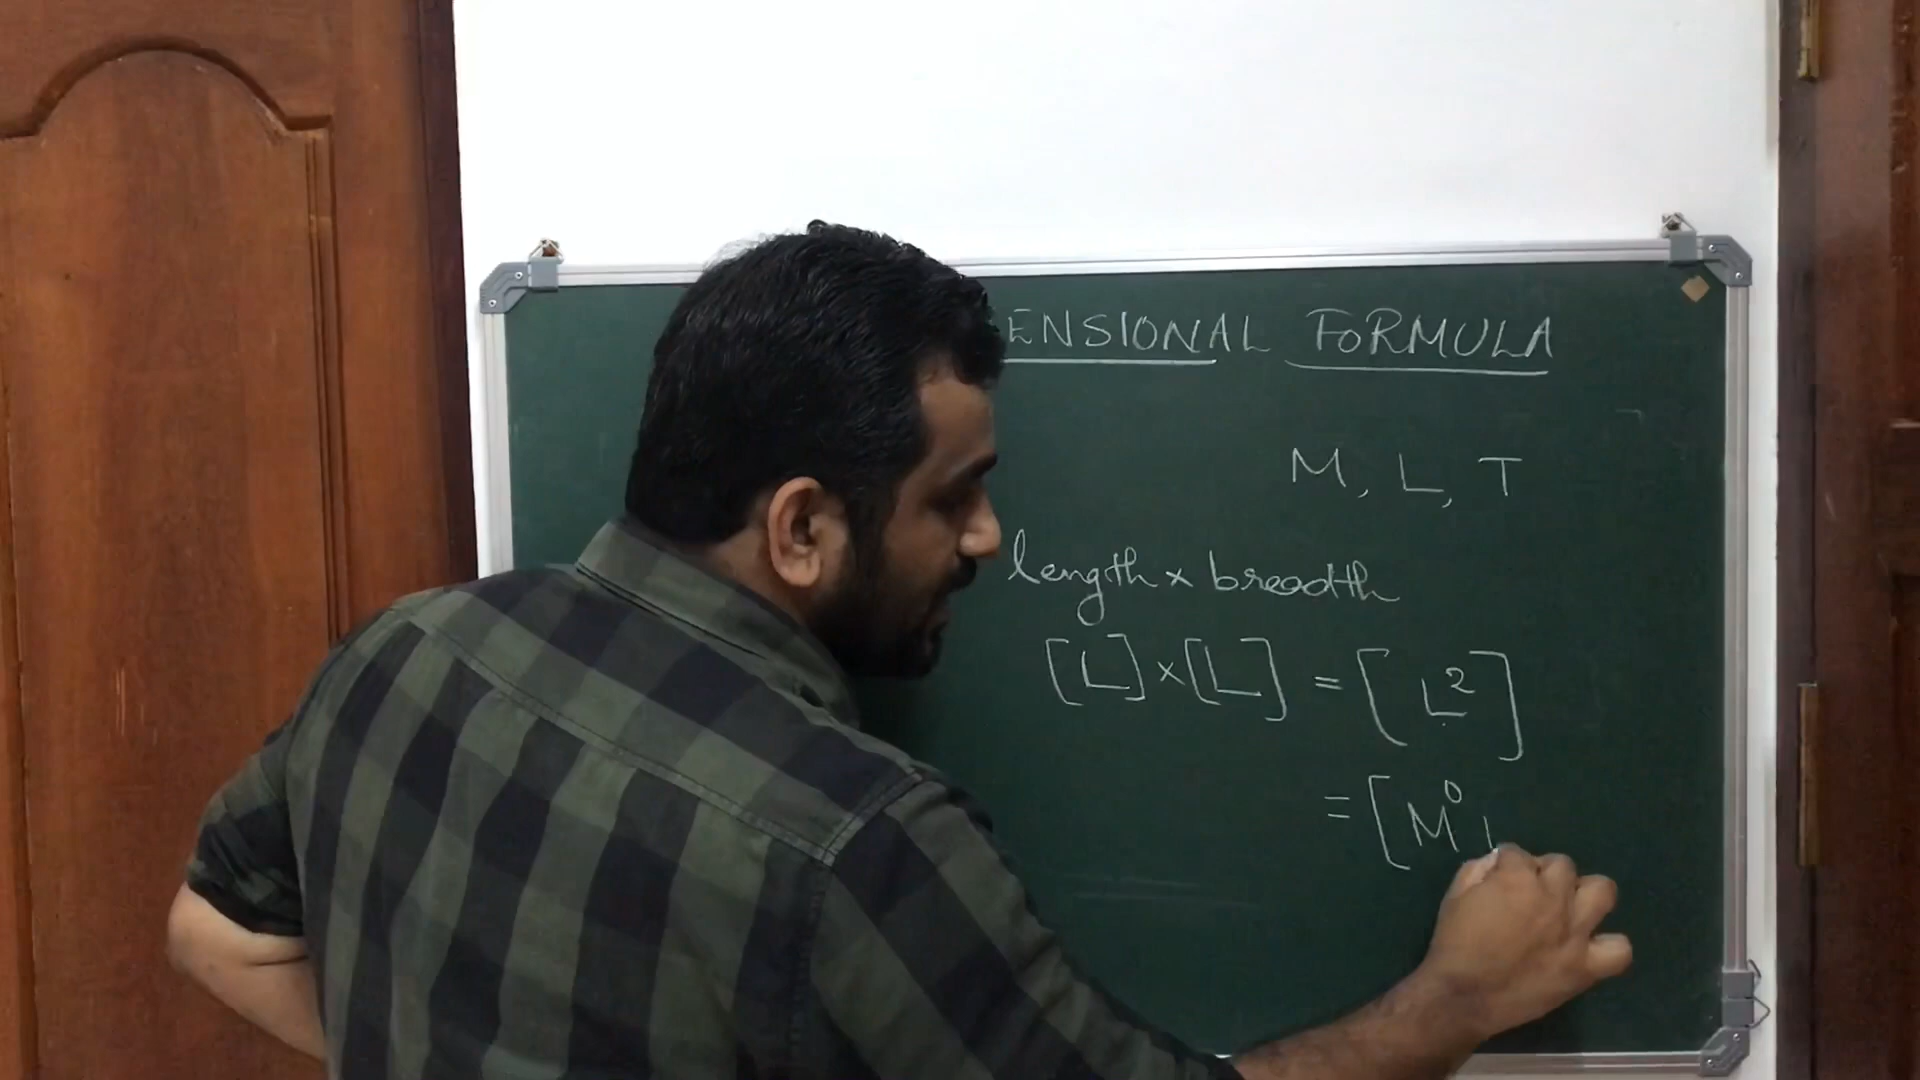 ENSIONAL FORMULA
M, L, T
length × breadth
[L] × [L] = [L²]
= [M⁰ L